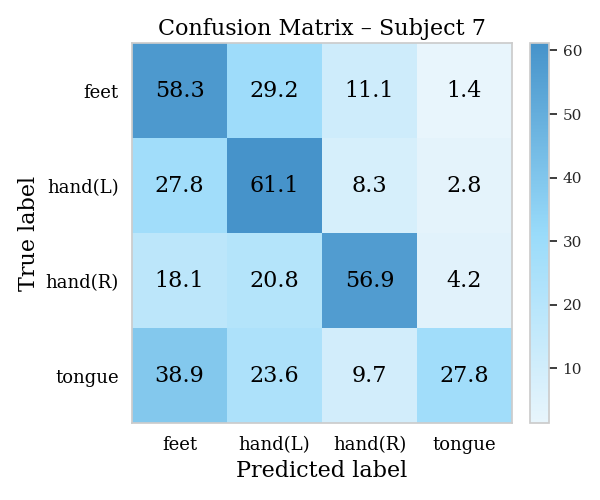 Confusion Matrix – Subject 7
feet 58.3 29.2 11.1 1.4
hand(L) 27.8 61.1 8.3 2.8
hand(R) 18.1 20.8 56.9 4.2
tongue 38.9 23.6 9.7 27.8
feet hand(L) hand(R) tongue
Predicted label
True label
60
50
40
30
20
10